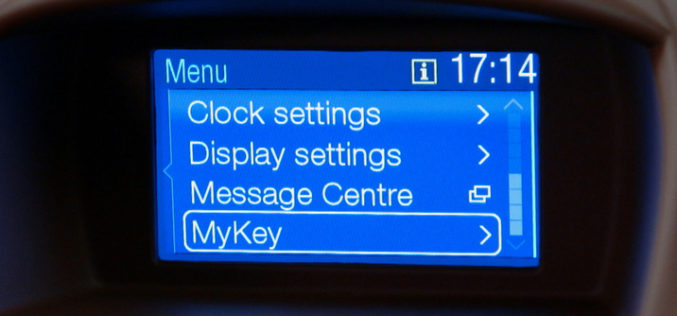 Menu i 17:14
Clock settings
Display settings
Message Centre
MyKey